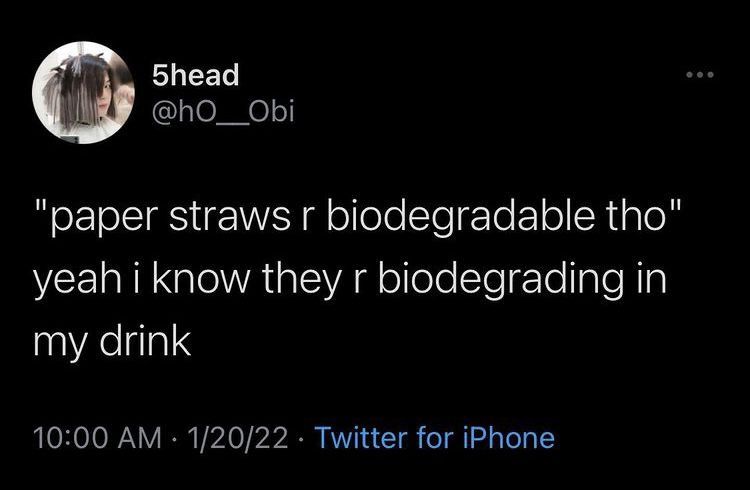 5head
@hO__Obi
"paper straws r biodegradable tho"
yeah i know they r biodegrading in
my drink
10:00 AM · 1/20/22 · Twitter for iPhone